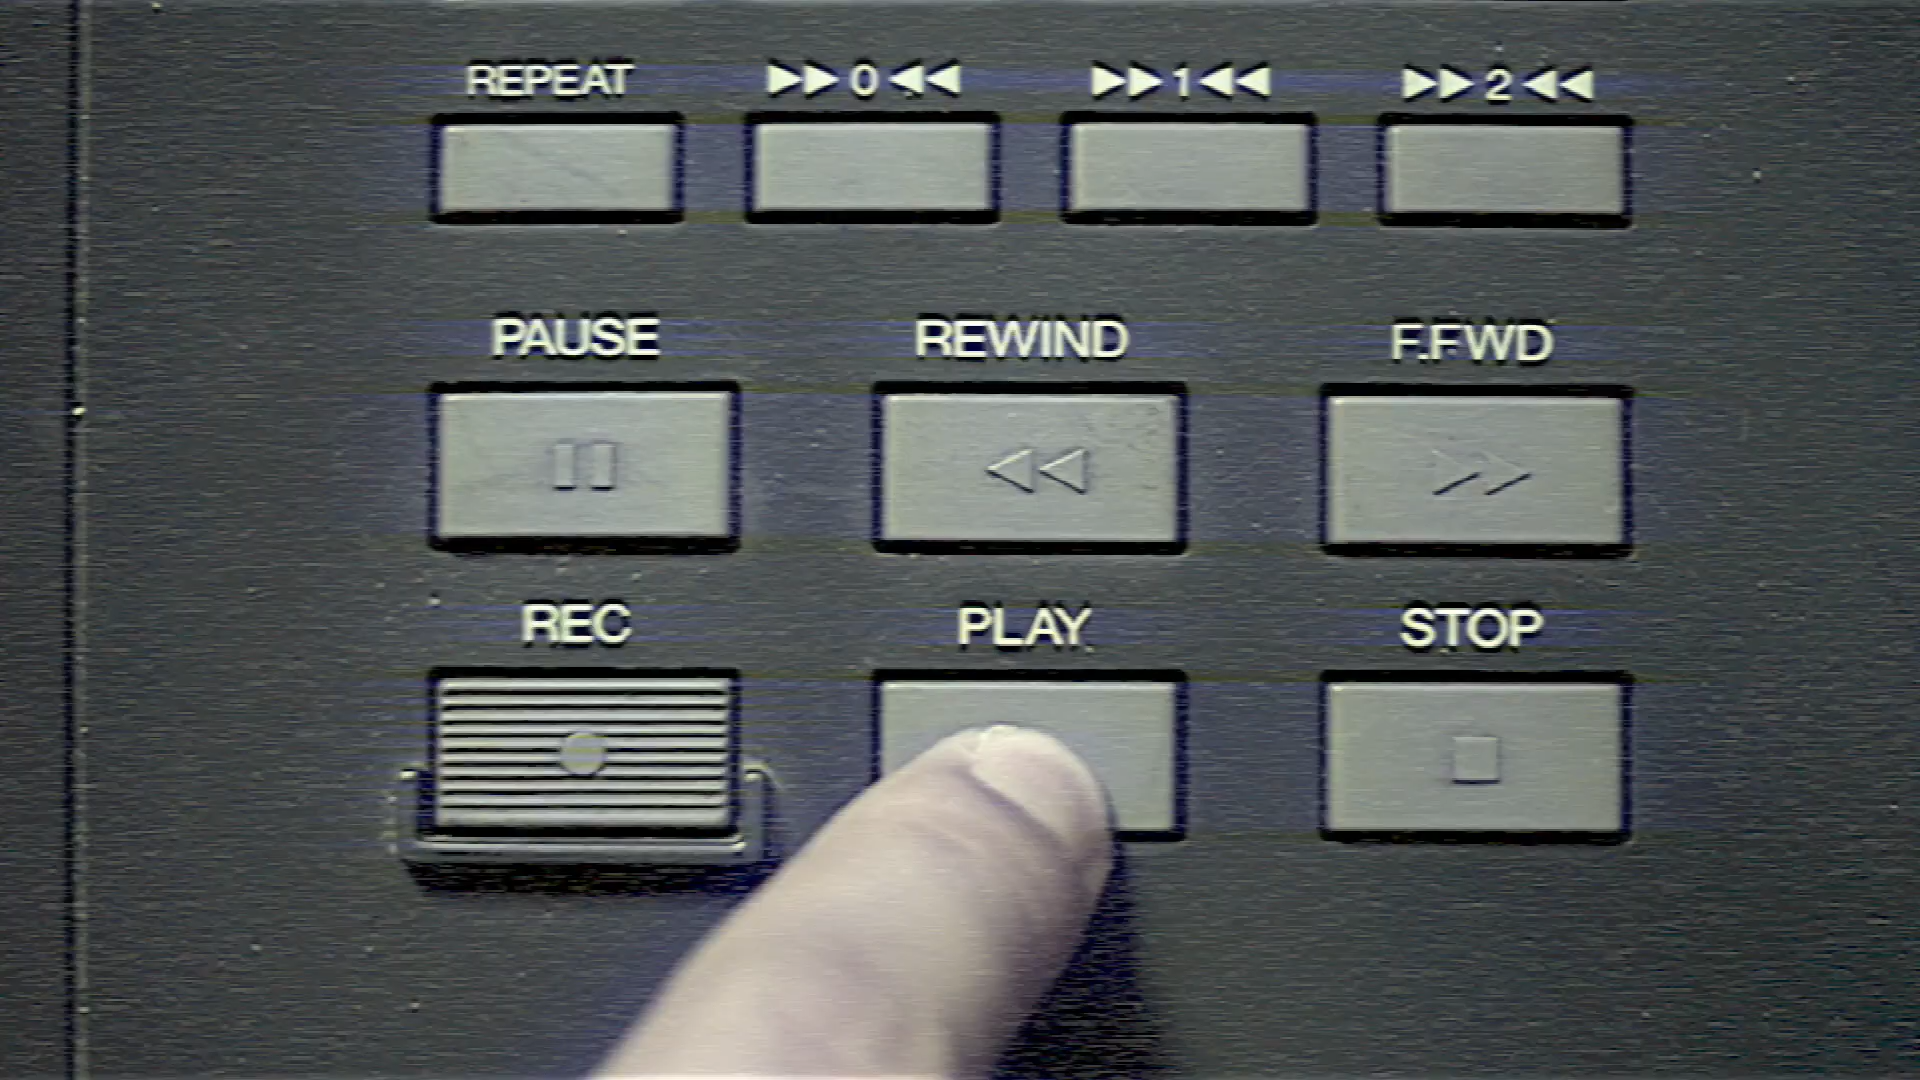 REPEAT ▶▶0◀◀ ▶▶1◀◀ ▶▶2◀◀
PAUSE REWIND F.FWD
REC PLAY STOP